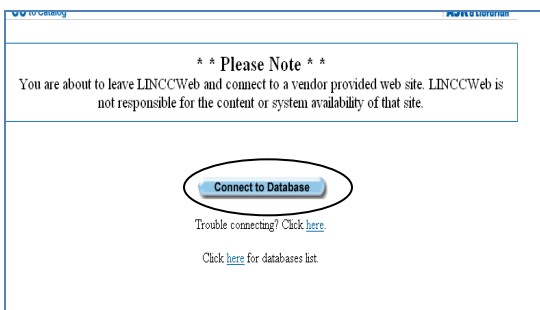 to Catalog
* * Please Note * *
You are about to leave LINCCWeb and connect to a vendor provided web site. LINCCWeb is
not responsible for the content or system availability of that site.
Connect to Database
Trouble connecting? Click here.
Click here for databases list.